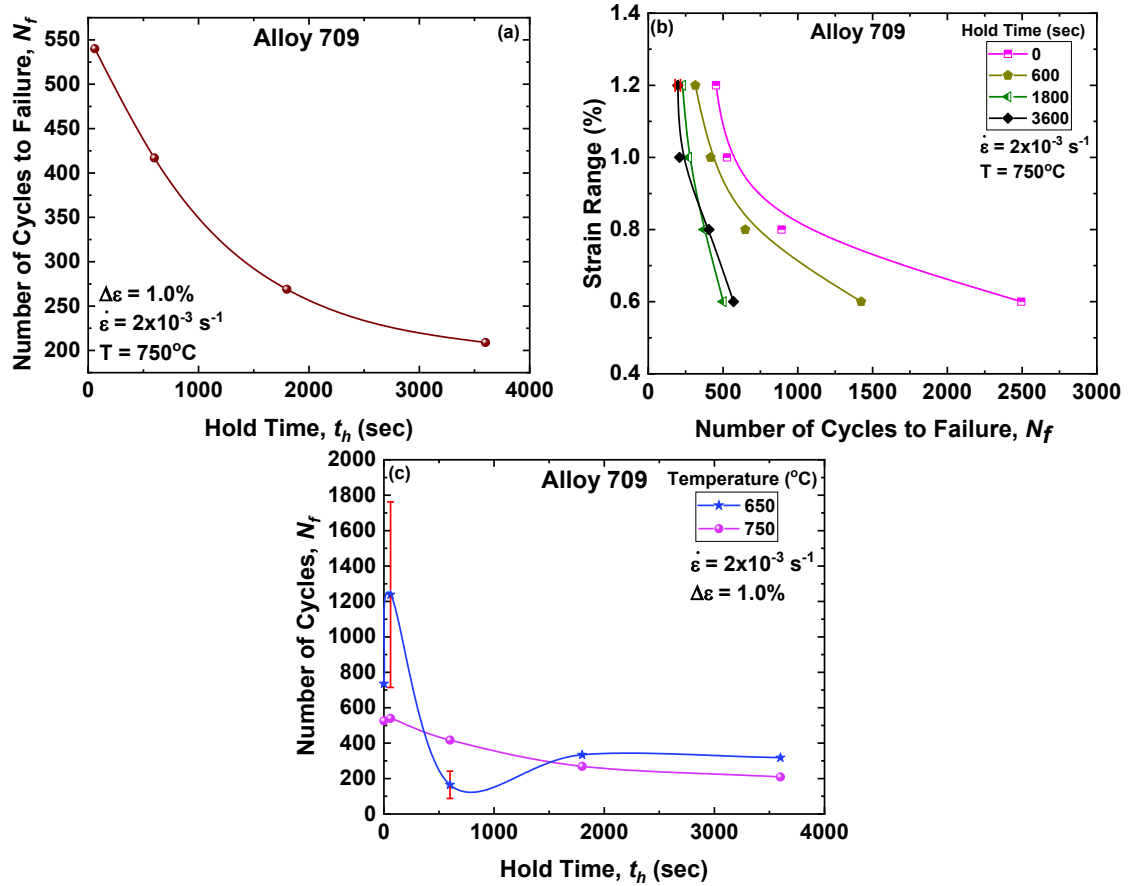 Alloy 709
(a)
550
500
450
400
350
300
250
200
Number of Cycles to Failure, N_f
Δε = 1.0%
ε̇ = 2x10⁻³ s⁻¹
T = 750°C
0 1000 2000 3000 4000
Hold Time, t_h (sec)
(b) Alloy 709
Hold Time (sec)
0
600
1800
3600
ε̇ = 2x10⁻³ s⁻¹
T = 750°C
1.4
1.2
1.0
0.8
0.6
0.4
Strain Range (%)
0 500 1000 1500 2000 2500 3000
Number of Cycles to Failure, N_f
(c) Alloy 709
Temperature (°C)
650
750
ε̇ = 2x10⁻³ s⁻¹
Δε = 1.0%
2000
1800
1600
1400
1200
1000
800
600
400
200
0
Number of Cycles, N_f
0 1000 2000 3000 4000
Hold Time, t_h (sec)